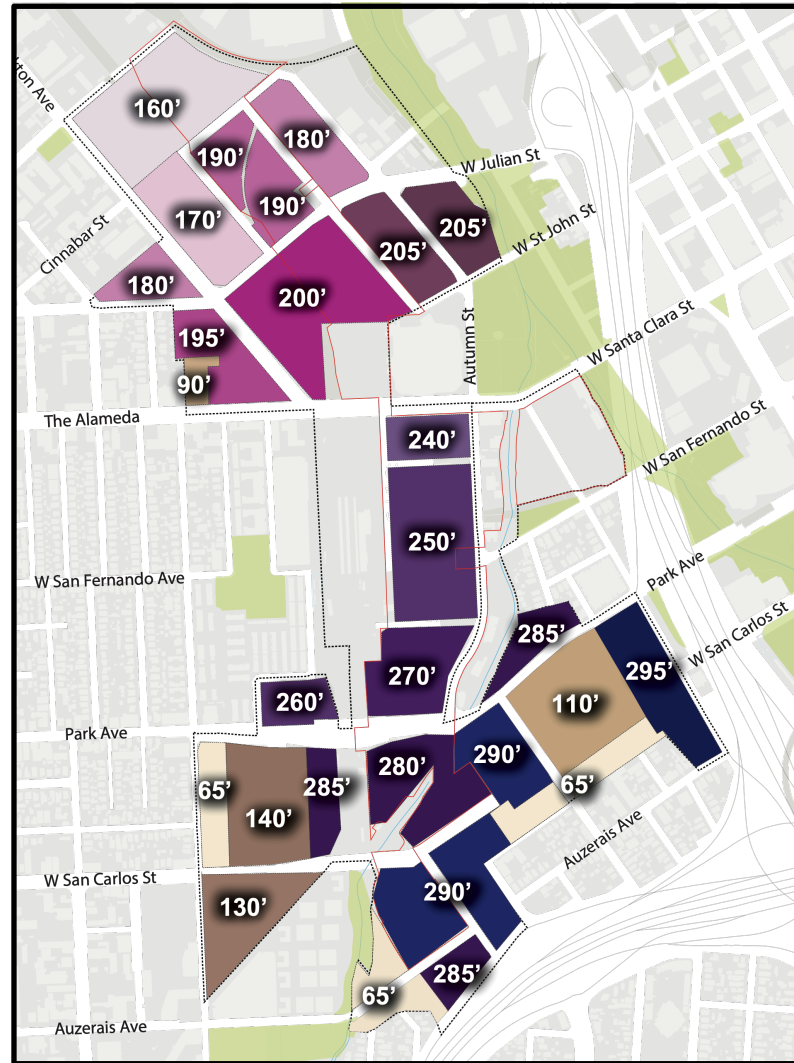 kton Ave
160’
180’
190’
W Julian St
170’
190’
205’
205’
Cinnabar St
W St John St
180’
200’
195’
Autumn St
W Santa Clara St
90’
The Alameda
240’
W San Fernando St
250’
W San Fernando Ave
Park Ave
285’
W San Carlos St
270’
295’
260’
110’
Park Ave
290’
280’
65’
285’
65’
140’
Auzerais Ave
W San Carlos St
290’
130’
285’
65’
Auzerais Ave